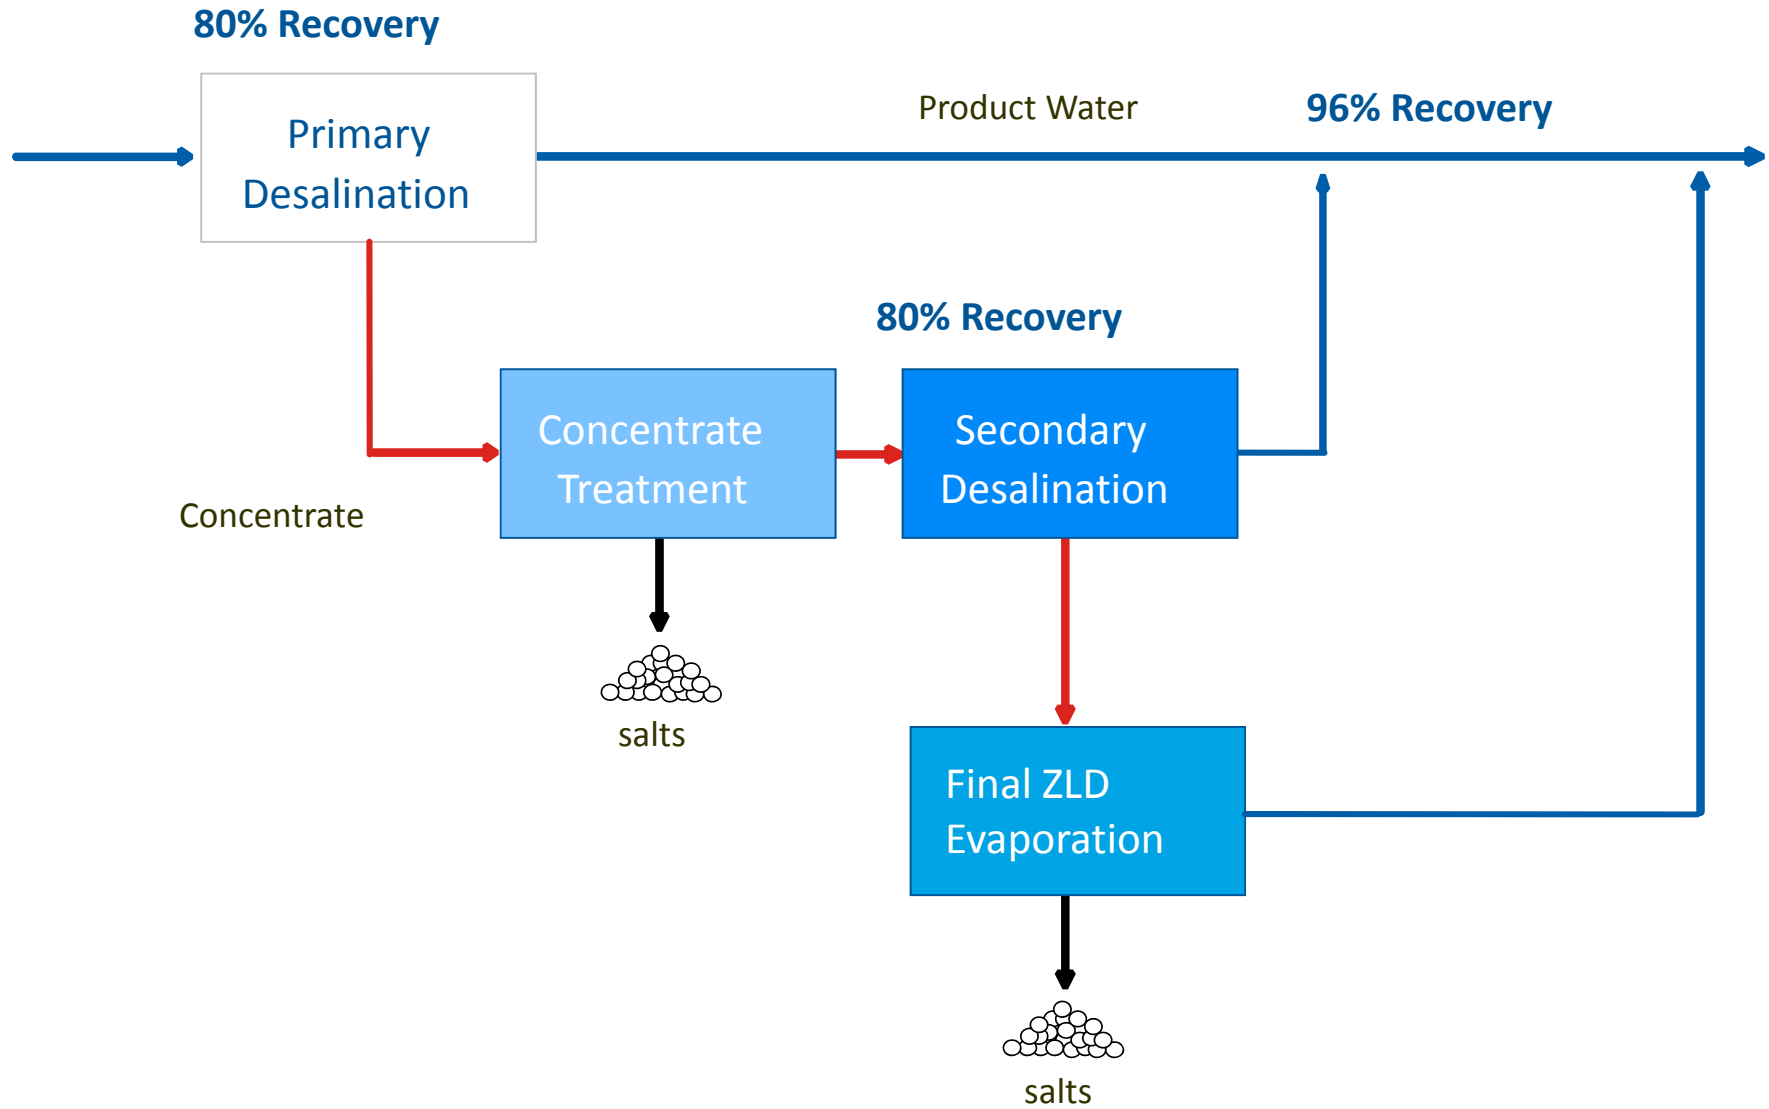 80% Recovery
Primary
Desalination
Product Water
96% Recovery
80% Recovery
Concentrate
Treatment
Secondary
Desalination
Concentrate
salts
Final ZLD
Evaporation
salts